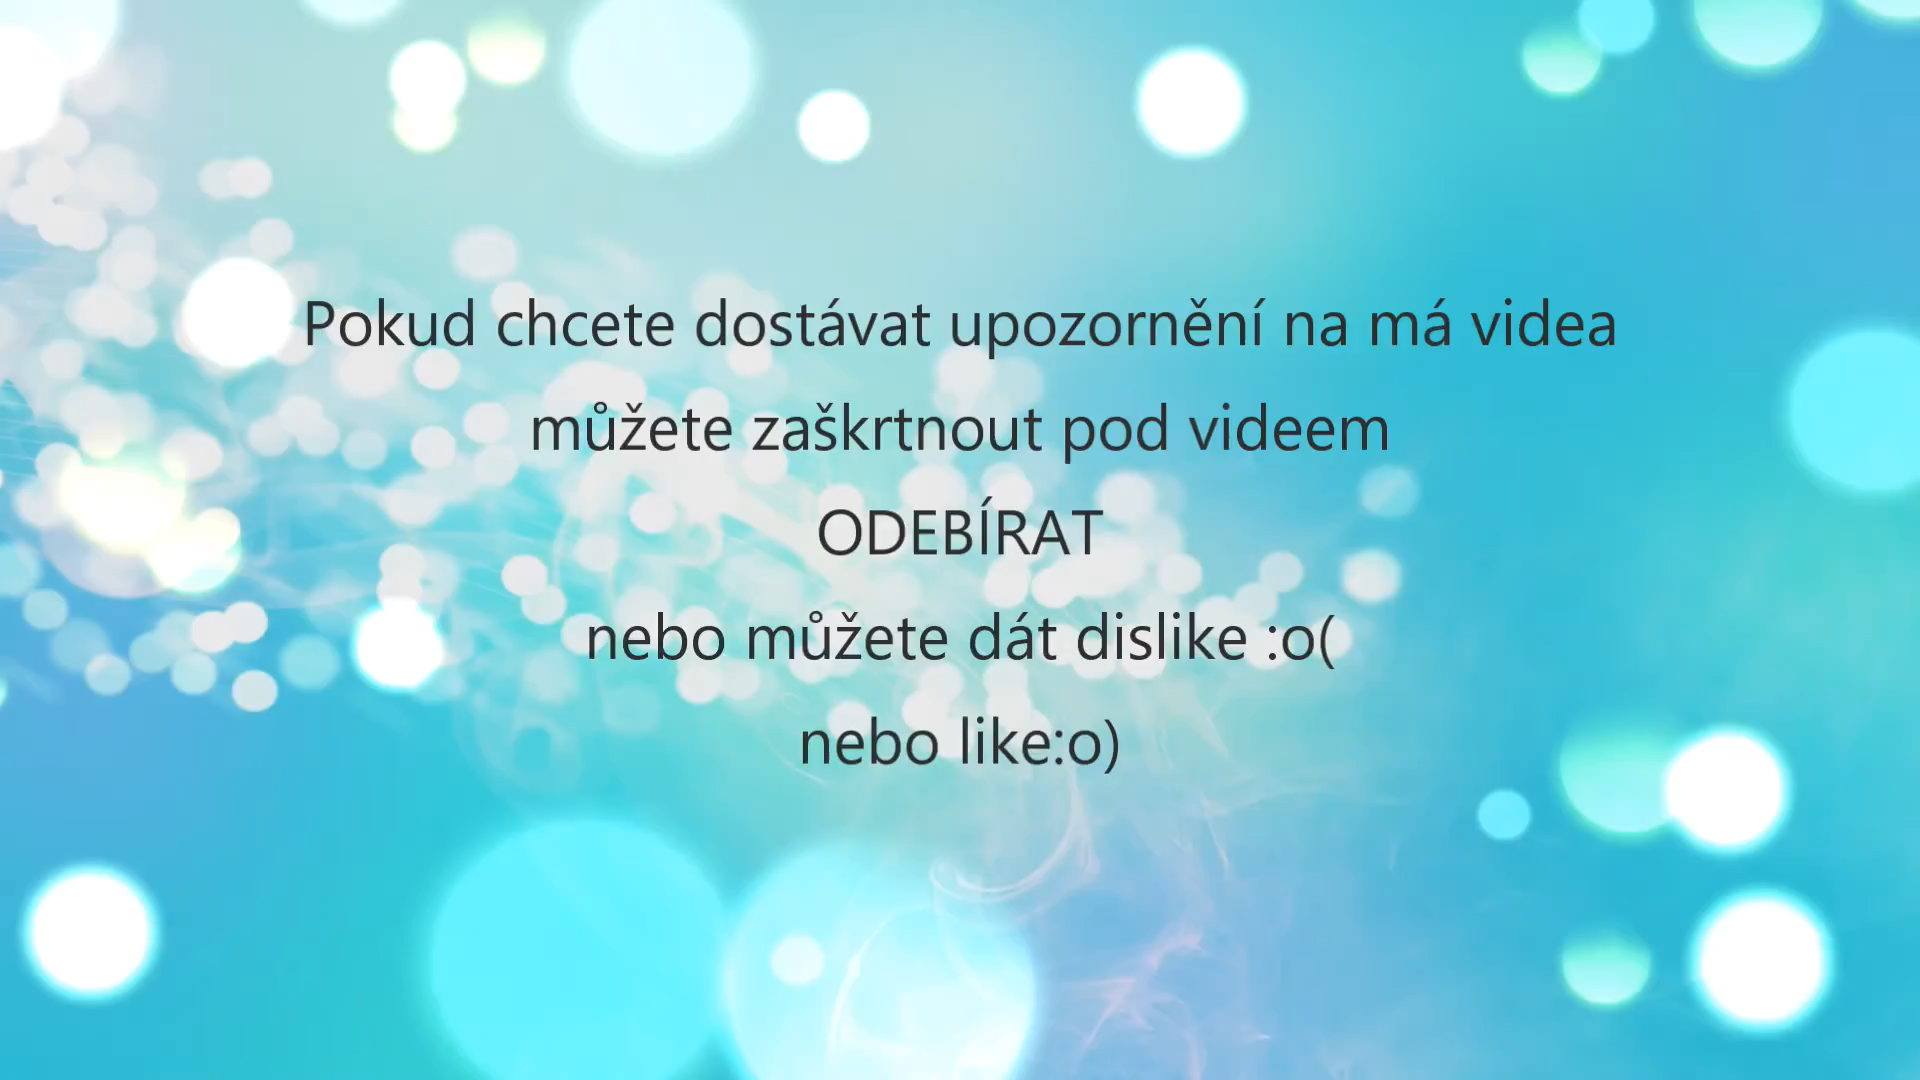 Pokud chcete dostávat upozornění na má videa
můžete zaškrtnout pod videem
ODEBÍRAT
nebo můžete dát dislike :o(
nebo like:o)